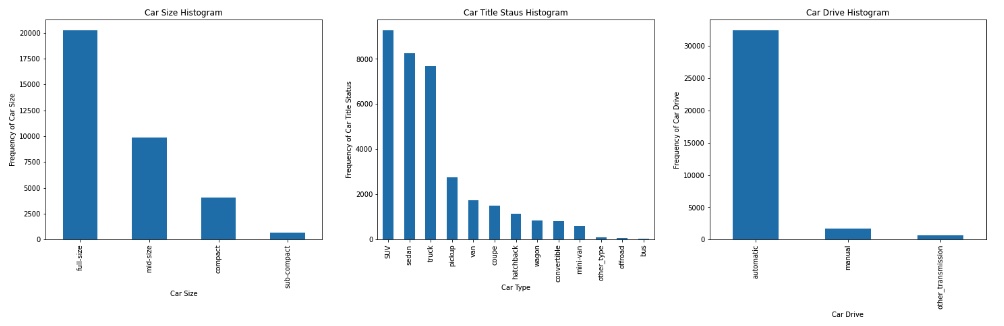 Car Size Histogram
20000
17500
15000
12500
10000
7500
5000
2500
0
Frequency of Car Size
full-size
mid-size
compact
sub-compact
Car Size
Car Title Staus Histogram
8000
6000
4000
2000
0
Frequency of Car Title Status
SUV
sedan
truck
pickup
van
coupe
hatchback
wagon
convertible
mini-van
other_type
offroad
bus
Car Type
Car Drive Histogram
30000
25000
20000
15000
10000
5000
0
Frequency of Car Drive
automatic
manual
other_transmission
Car Drive